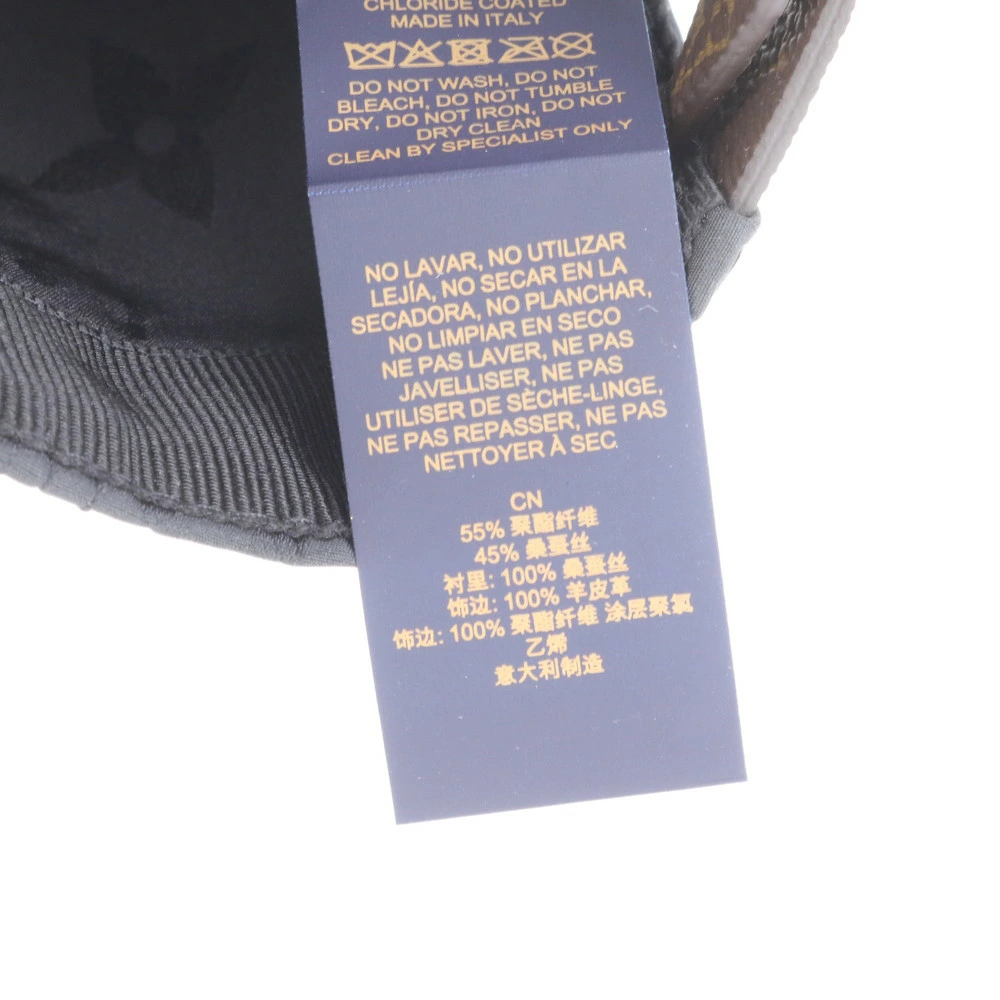 CHLORIDE COATED
MADE IN ITALY
DO NOT WASH, DO NOT
BLEACH, DO NOT TUMBLE
DRY, DO NOT IRON, DO NOT
DRY CLEAN
CLEAN BY SPECIALIST ONLY
NO LAVAR, NO UTILIZAR
LEJÍA, NO SECAR EN LA
SECADORA, NO PLANCHAR,
NO LIMPIAR EN SECO
NE PAS LAVER, NE PAS
JAVELLISER, NE PAS
UTILISER DE SÈCHE-LINGE,
NE PAS REPASSER, NE PAS
NETTOYER À SEC
CN
55% 聚酯纤维
45% 桑蚕丝
衬里: 100% 桑蚕丝
饰边: 100% 羊皮革
饰边: 100% 聚酯纤维 涂层聚氯
乙烯
意大利制造